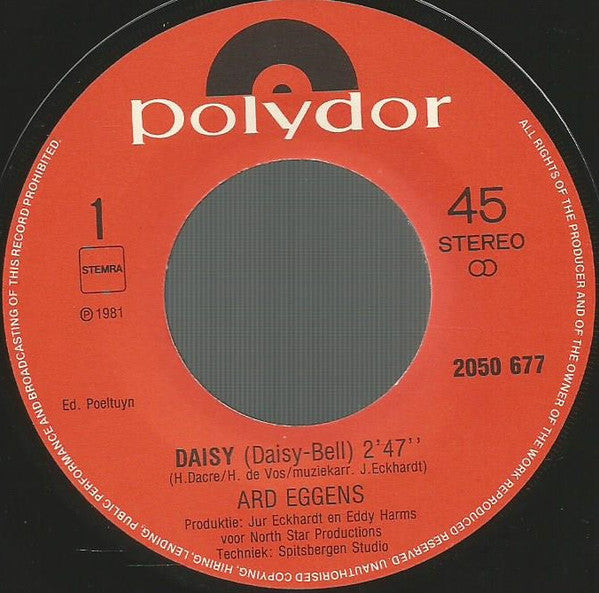 polydor
1
45
STEREO
STEMRA
℗ 1981
2050 677
Ed. Poeltuyn
DAISY (Daisy-Bell) 2'47''
(H.Dacre/H. de Vos/muziekarr. J.Eckhardt)
ARD EGGENS
Produktie: Jur Eckhardt en Eddy Harms
voor North Star Productions
Techniek: Spitsbergen Studio
ALL RIGHTS OF THE PRODUCER AND OF THE OWNER OF THE WORK REPRODUCED RESERVED. UNAUTHORISED COPYING, HIRING, LENDING, PUBLIC PERFORMANCE AND BROADCASTING OF THIS RECORD PROHIBITED.